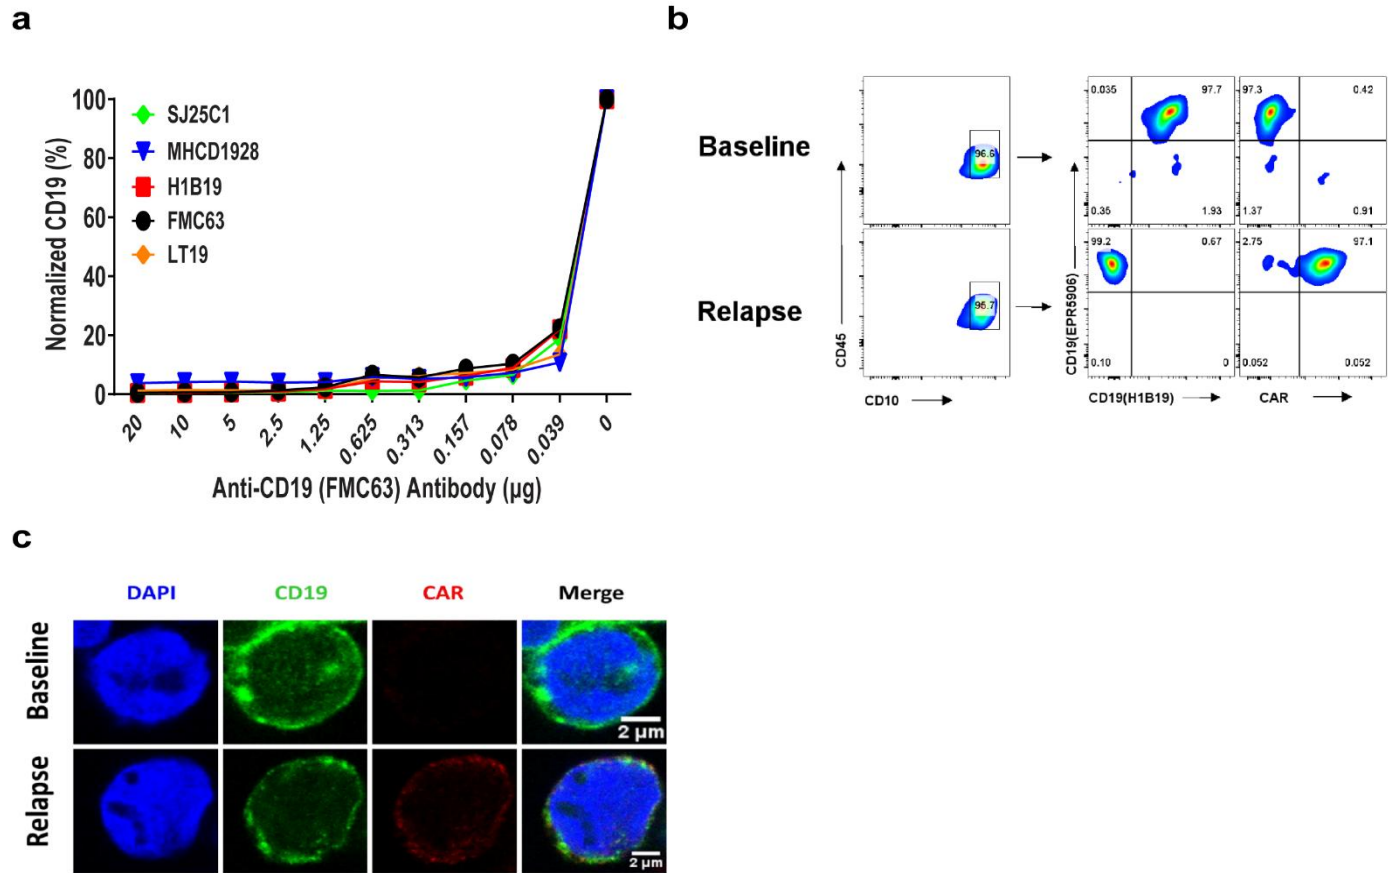 a
100
80
60
40
20
0
Normalized CD19 (%)
SJ25C1
MHCD1928
H1B19
FMC63
LT19
20 10 5 2.5 1.25 0.625 0.313 0.157 0.078 0.039 0
Anti-CD19 (FMC63) Antibody (µg)
b
Baseline
Relapse
96.6
95.7
CD45
CD10
0.035 97.7
0.35 1.93
97.3 0.42
1.37 0.91
99.2 0.67
0.10 0
2.75 97.1
0.052 0.052
CD19(EPR5906)
CD19(H1B19)
CAR
c
DAPI CD19 CAR Merge
Baseline
2 µm
Relapse
2 µm